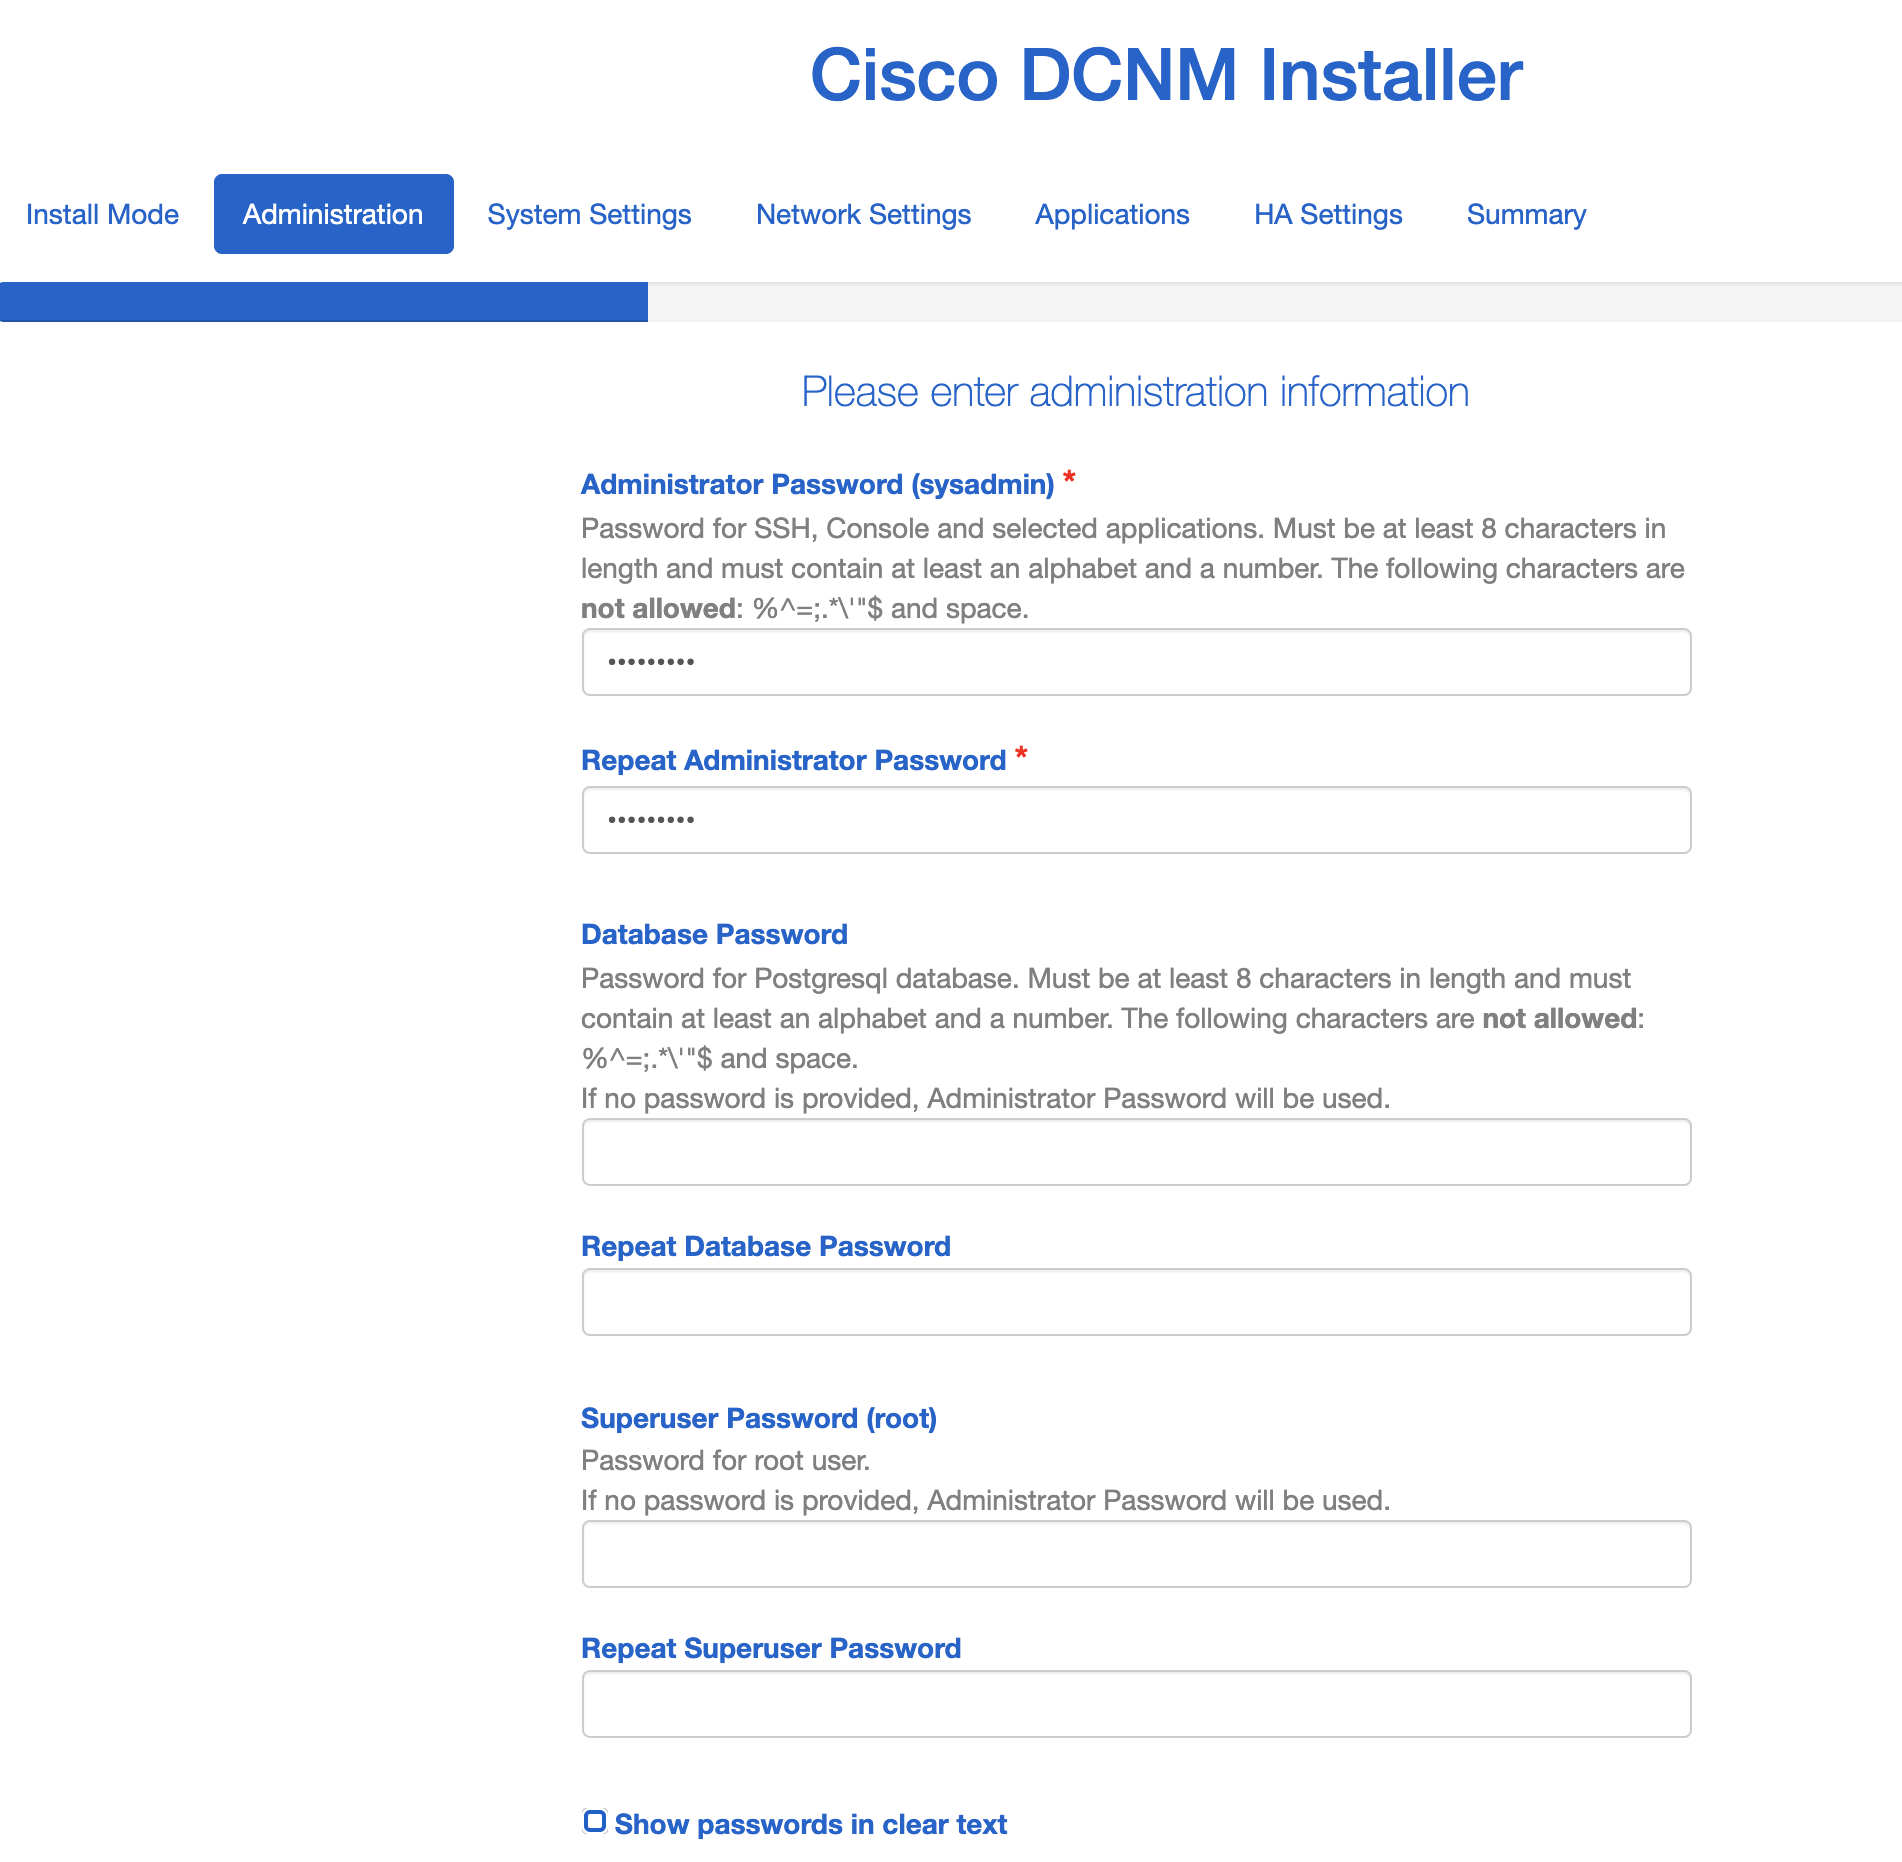 Cisco DCNM Installer
Install Mode
Administration
System Settings
Network Settings
Applications
HA Settings
Summary
Please enter administration information
Administrator Password (sysadmin) *
Password for SSH, Console and selected applications. Must be at least 8 characters in
length and must contain at least an alphabet and a number. The following characters are
not allowed: %^=;.*\'"$ and space.
•••••••••
Repeat Administrator Password *
•••••••••
Database Password
Password for Postgresql database. Must be at least 8 characters in length and must
contain at least an alphabet and a number. The following characters are not allowed:
%^=;.*\'"$ and space.
If no password is provided, Administrator Password will be used.
Repeat Database Password
Superuser Password (root)
Password for root user.
If no password is provided, Administrator Password will be used.
Repeat Superuser Password
Show passwords in clear text